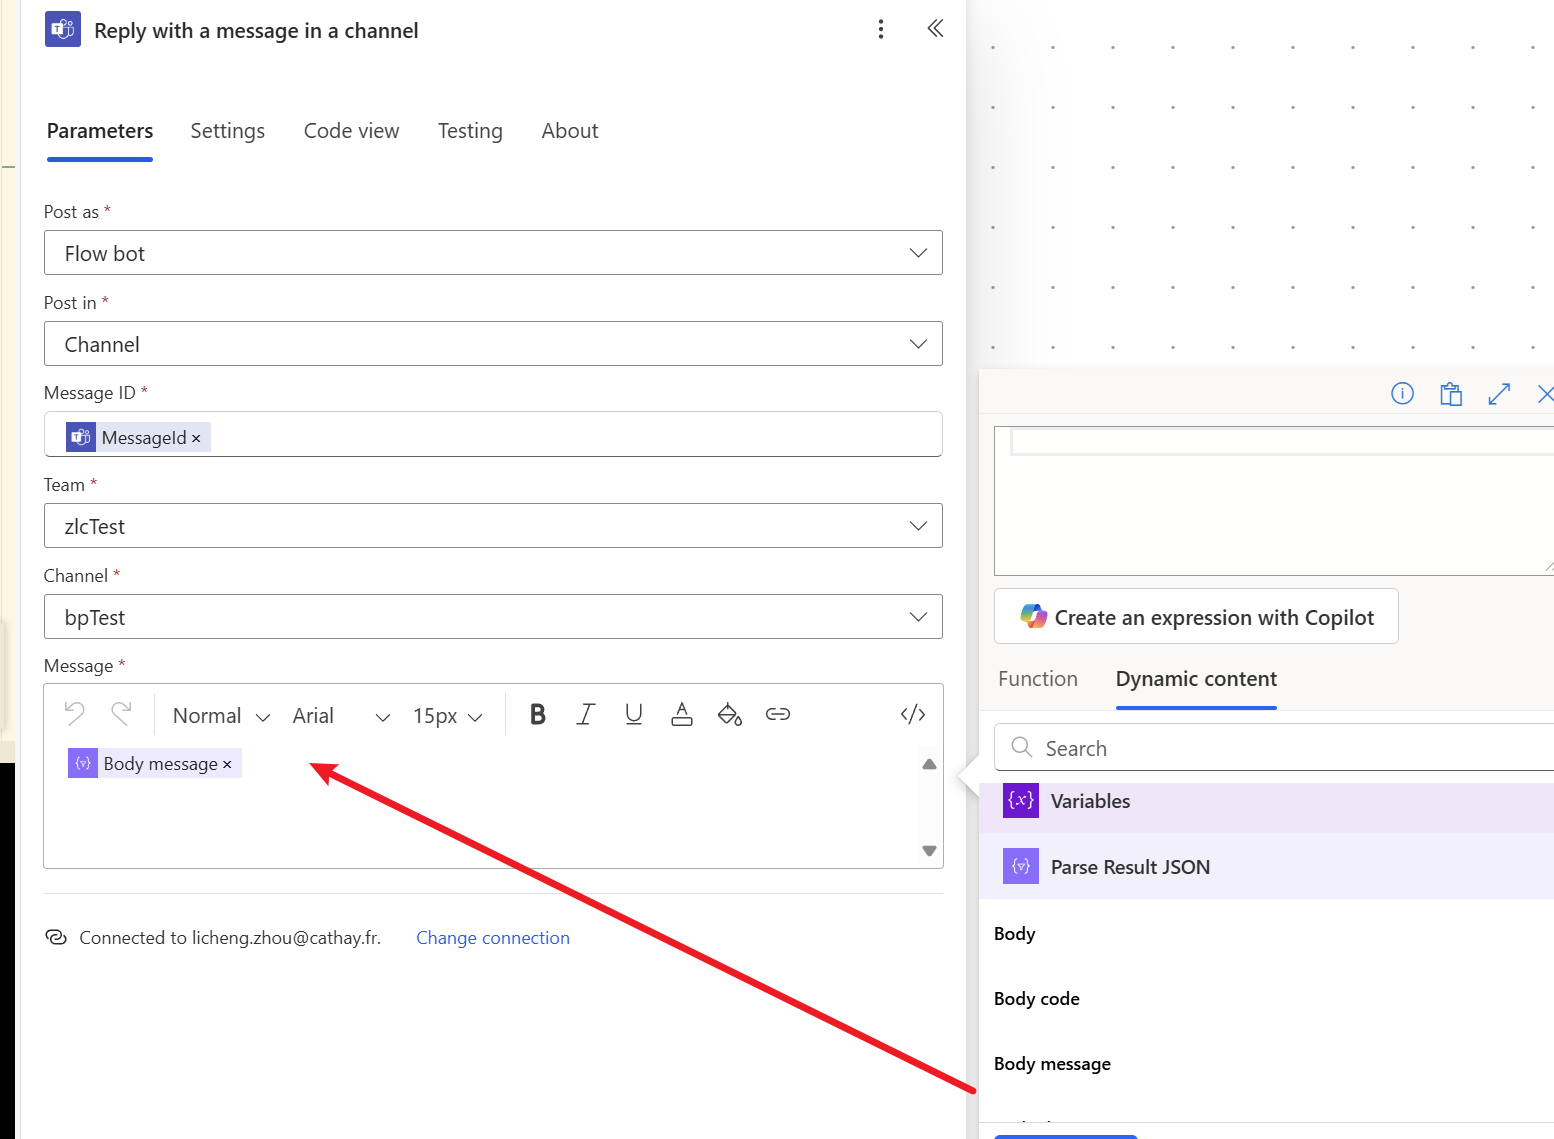 Reply with a message in a channel
Parameters Settings Code view Testing About
Post as *
Flow bot
Post in *
Channel
Message ID *
MessageId ×
Team *
zlcTest
Channel *
bpTest
Message *
Normal Arial 15px B I U A </>
Body message ×
Connected to licheng.zhou@cathay.fr. Change connection
Create an expression with Copilot
Function Dynamic content
Search
{x} Variables
Parse Result JSON
Body
Body code
Body message